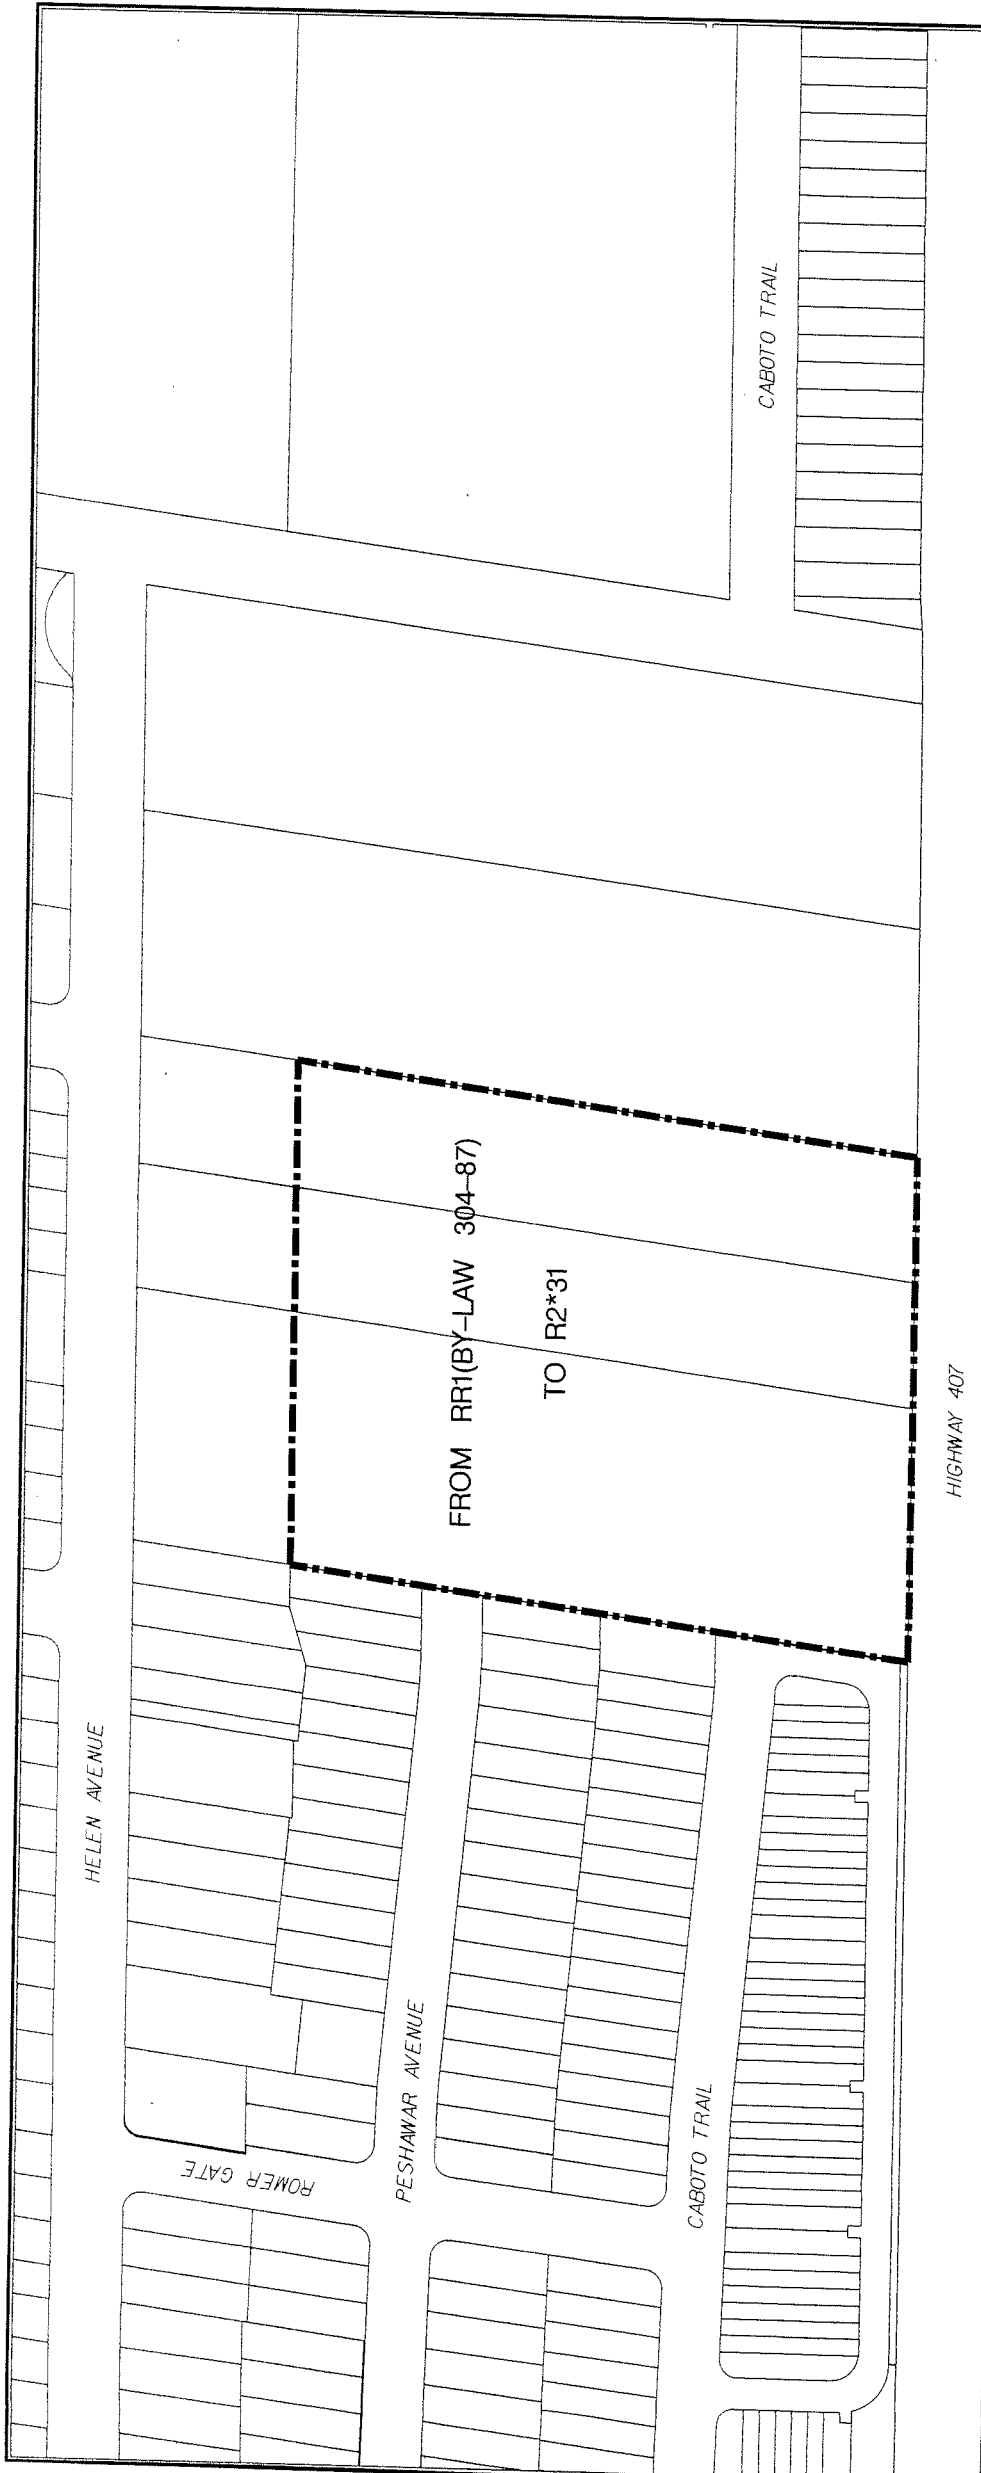 HELEN AVENUE
ROMER GATE
PESHAWAR AVENUE
CABOTO TRAIL
FROM RR1(BY-LAW 304-87)
TO R2*31
CABOTO TRAIL
HIGHWAY 407